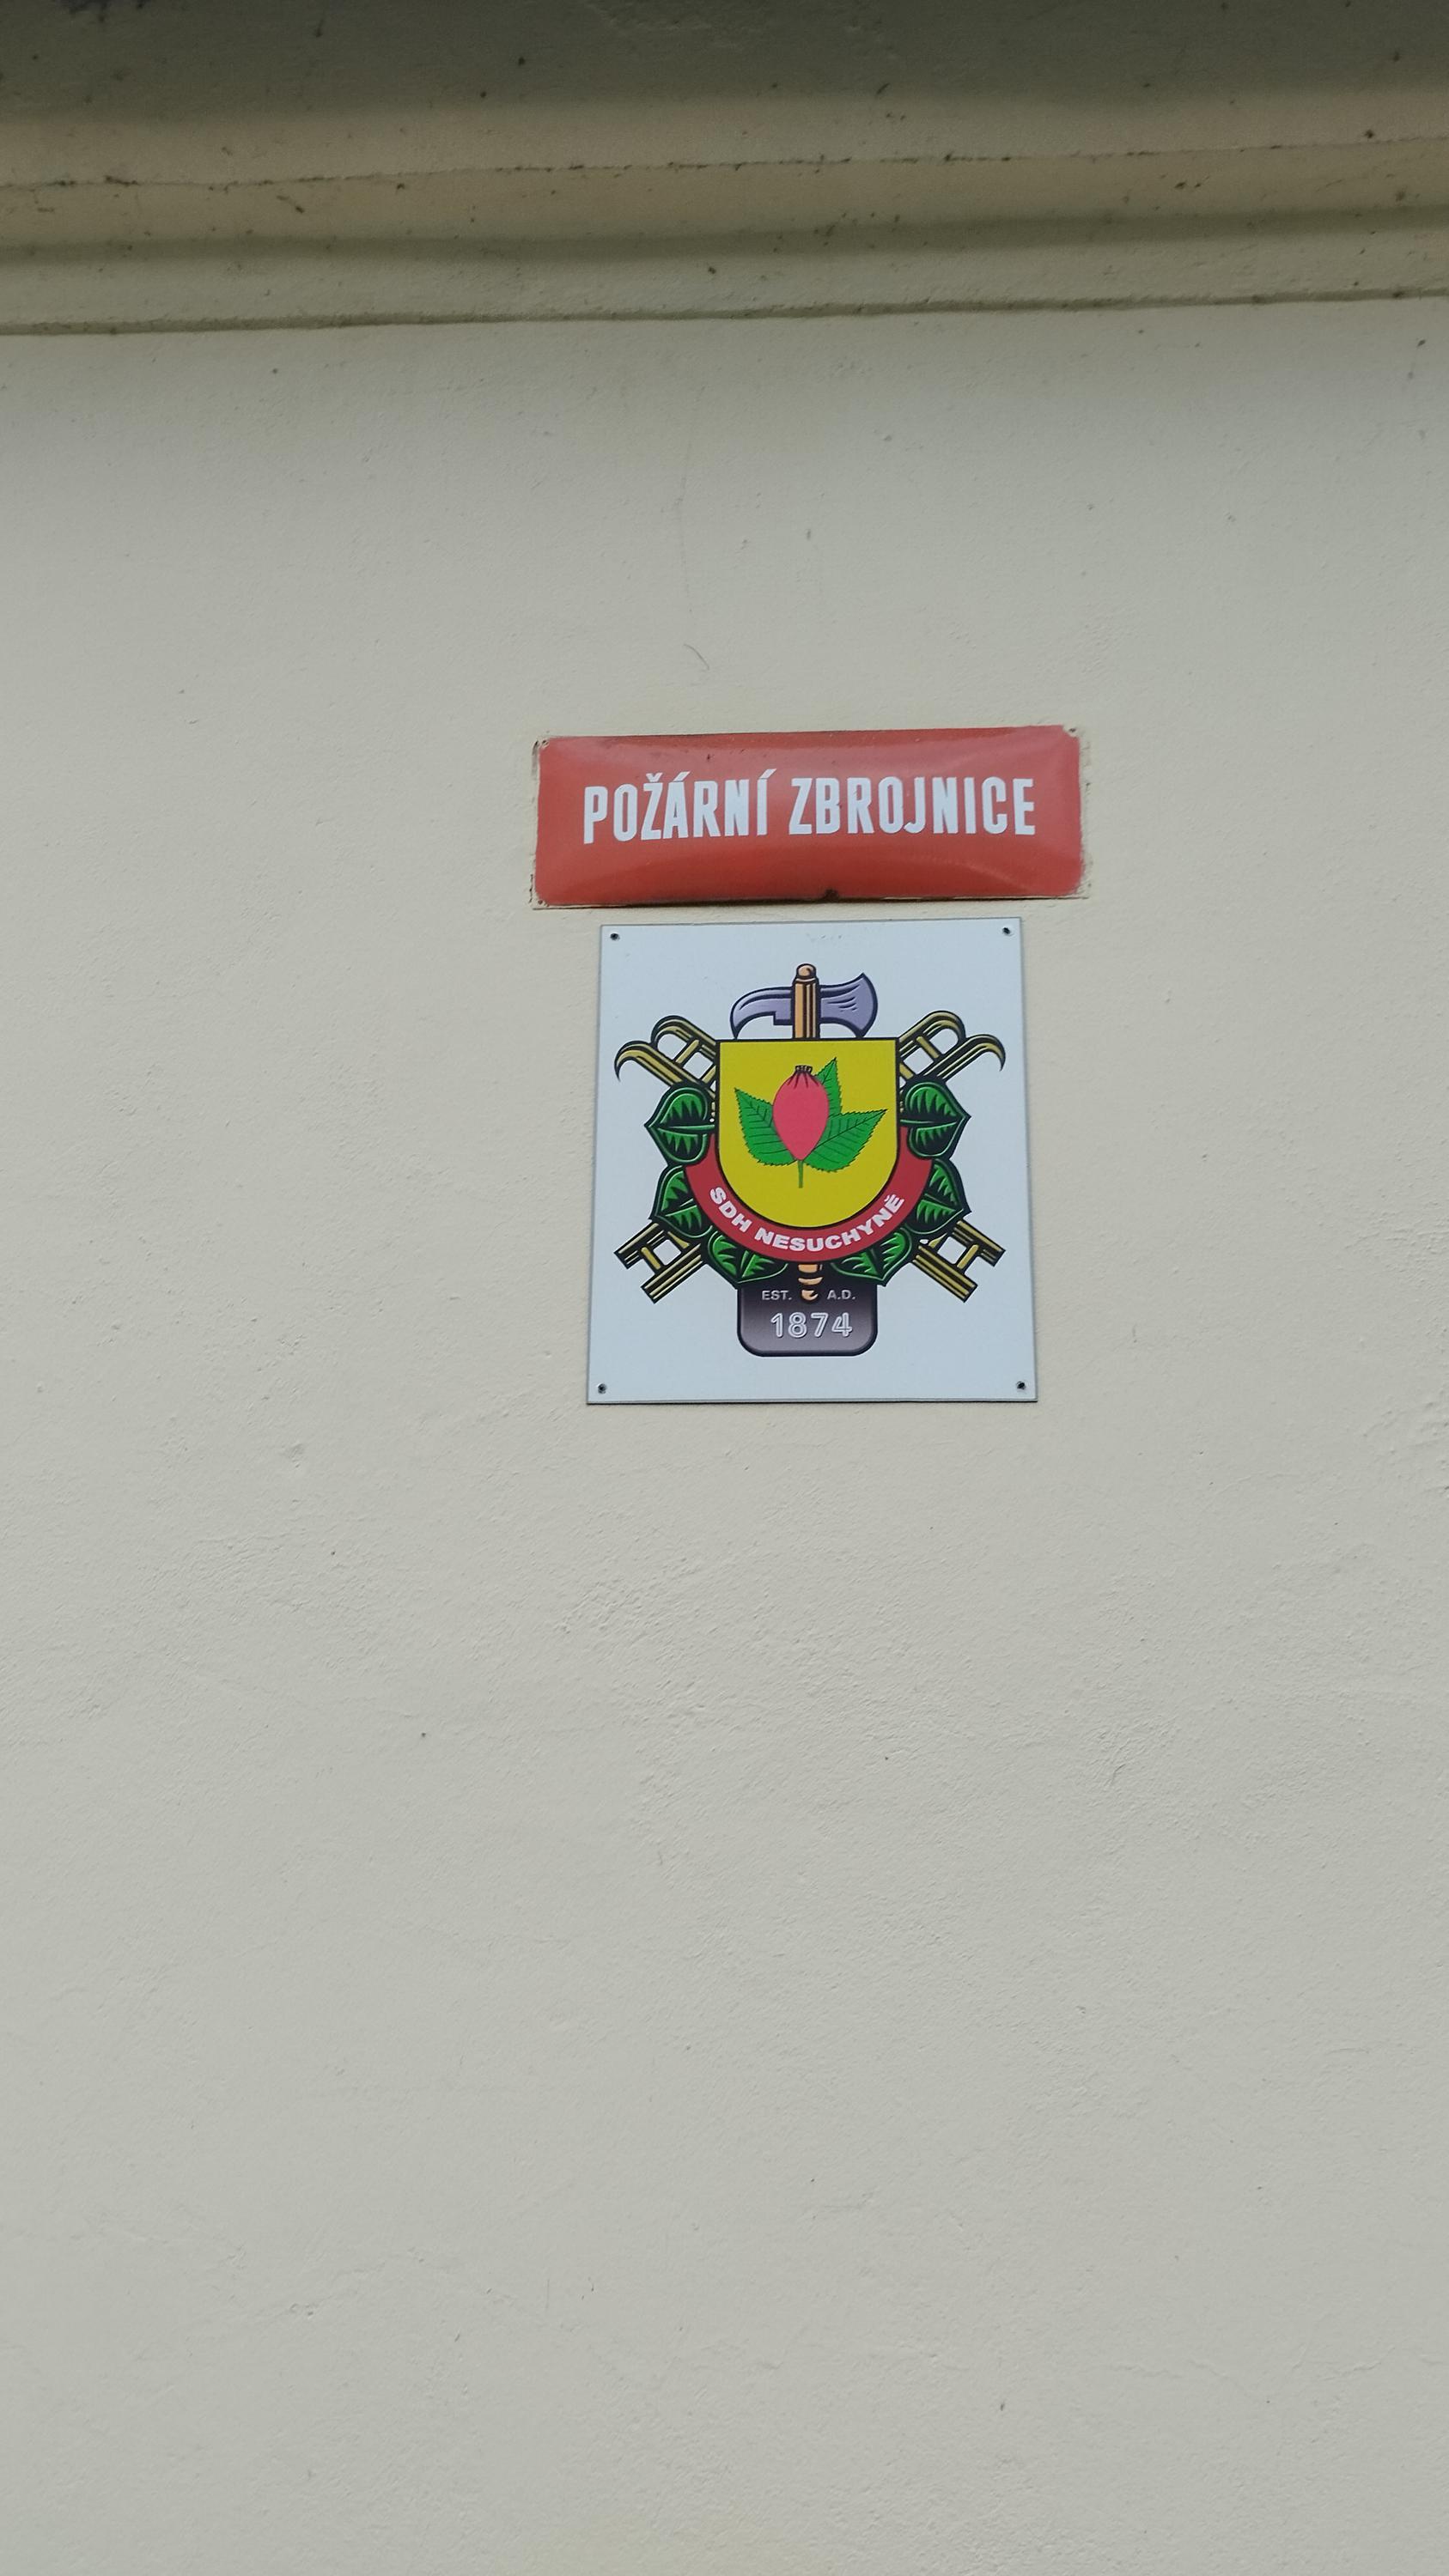 POŽÁRNÍ ZBROJNICE
SDH NESUCHYNĚ
EST. A.D.
1874